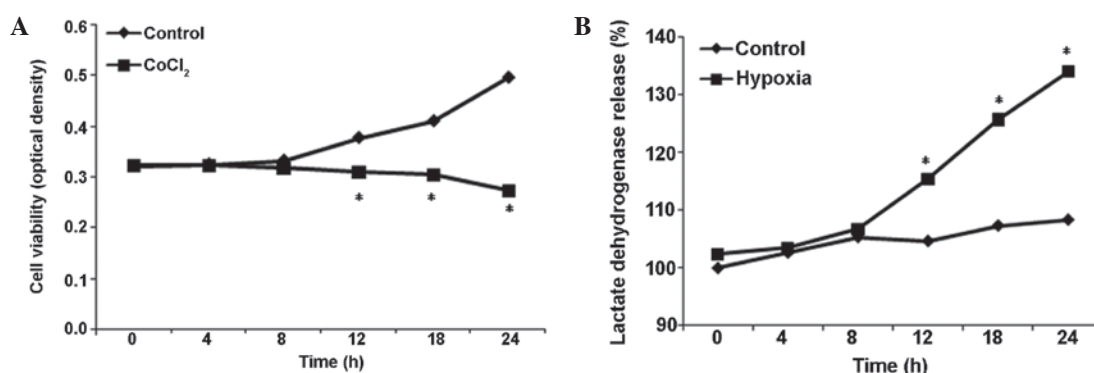 A
Cell viability (optical density)
0.6
0.5
0.4
0.3
0.2
0.1
0.0
Control
CoCl₂
*
*
*
0 4 8 12 18 24
Time (h)
B
Lactate dehydrogenase release (%)
140
130
120
110
100
90
Control
Hypoxia
*
*
*
0 4 8 12 18 24
Time (h)